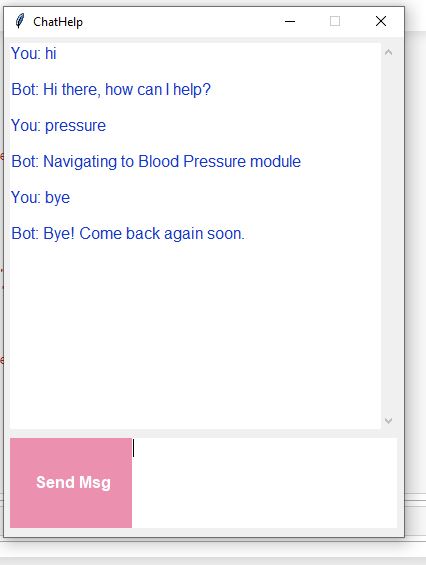 ChatHelp
You: hi
Bot: Hi there, how can I help?
You: pressure
Bot: Navigating to Blood Pressure module
You: bye
Bot: Bye! Come back again soon.
Send Msg